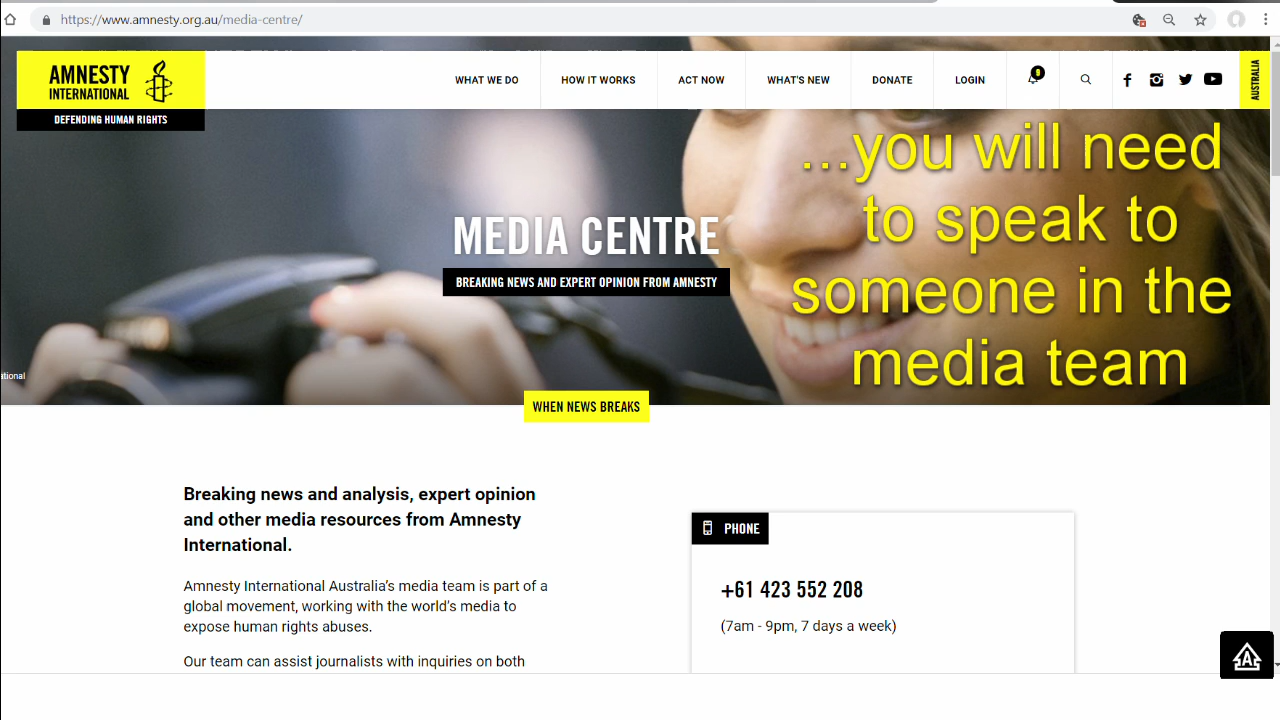 https://www.amnesty.org.au/media-centre/
AMNESTY
INTERNATIONAL
DEFENDING HUMAN RIGHTS
WHAT WE DO
HOW IT WORKS
ACT NOW
WHAT'S NEW
DONATE
LOGIN
AUSTRALIA
...you will need
to speak to
someone in the
media team
MEDIA CENTRE
BREAKING NEWS AND EXPERT OPINION FROM AMNESTY
ational
WHEN NEWS BREAKS
Breaking news and analysis, expert opinion
and other media resources from Amnesty
International.
Amnesty International Australia’s media team is part of a
global movement, working with the world’s media to
expose human rights abuses.
Our team can assist journalists with inquiries on both
PHONE
+61 423 552 208
(7am - 9pm, 7 days a week)
A